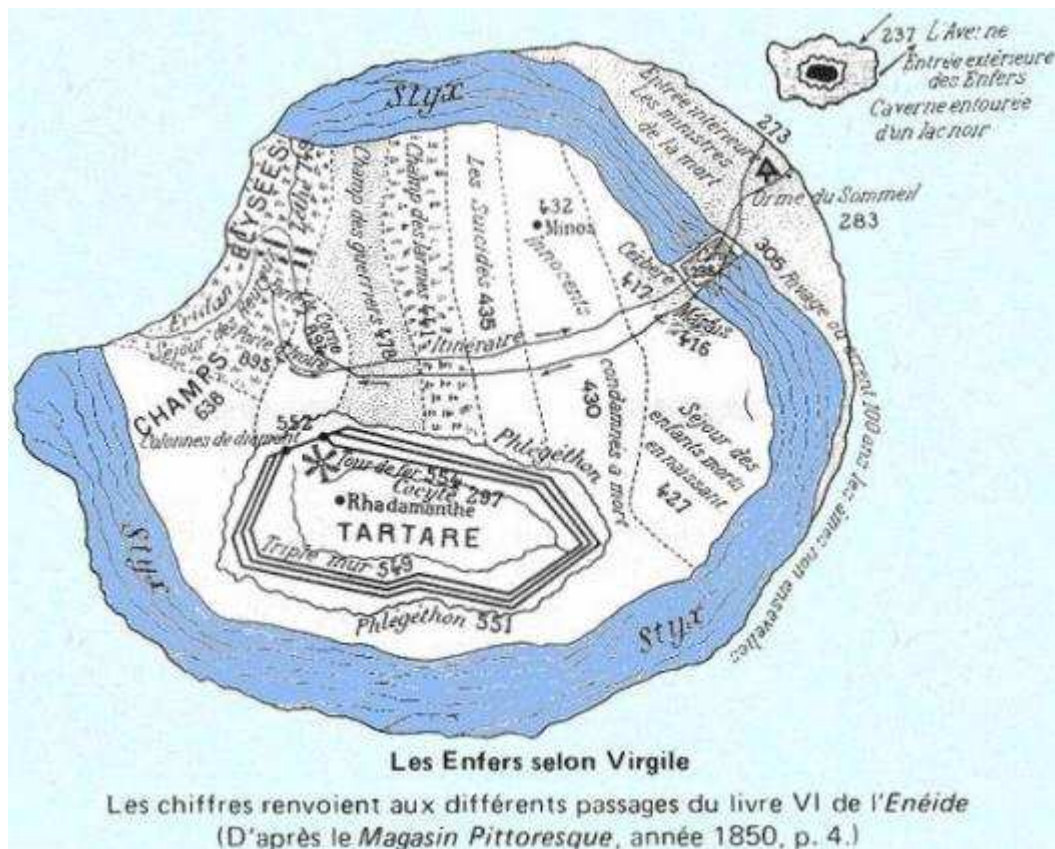 237 L'Averne
Entrée extérieure
des Enfers
Caverne entourée
d'un lac noir
Styx
Entrée intérieure
Les ministres
de la mort
273
Orme du Sommeil
283
305 Rivage où errent 100 ans les âmes non ensevelies
CHAMPS ELYSÉES
638
Léthé
Champ des guerriers 478
Champ des larmes 441
Les Suicidés 435
432
Minos
Innocents
condamnés à mort
430
Cerbère
417
Marais
416
Itinéraire
Eridan
895
Corne
Séjour des
enfants morts
en naissant
427
Colonnes de diamant
552
Phlégéthon
Tour de fer 554
Cocyte 297
Rhadamanthe
TARTARE
Triple mur 549
Phlégéthon 551
Styx
Styx
Les Enfers selon Virgile
Les chiffres renvoient aux différents passages du livre VI de l'Enéide
(D'après le Magasin Pittoresque, année 1850, p. 4.)